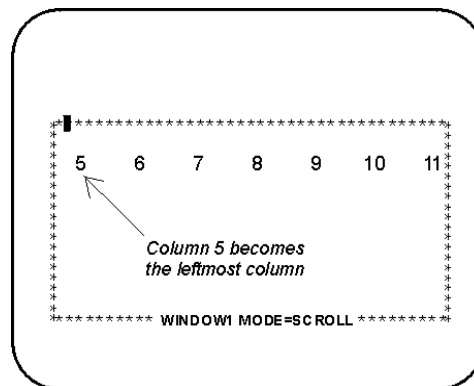 5 6 7 8 9 10 11
Column 5 becomes
the leftmost column
WINDOW1 MODE=SCROLL